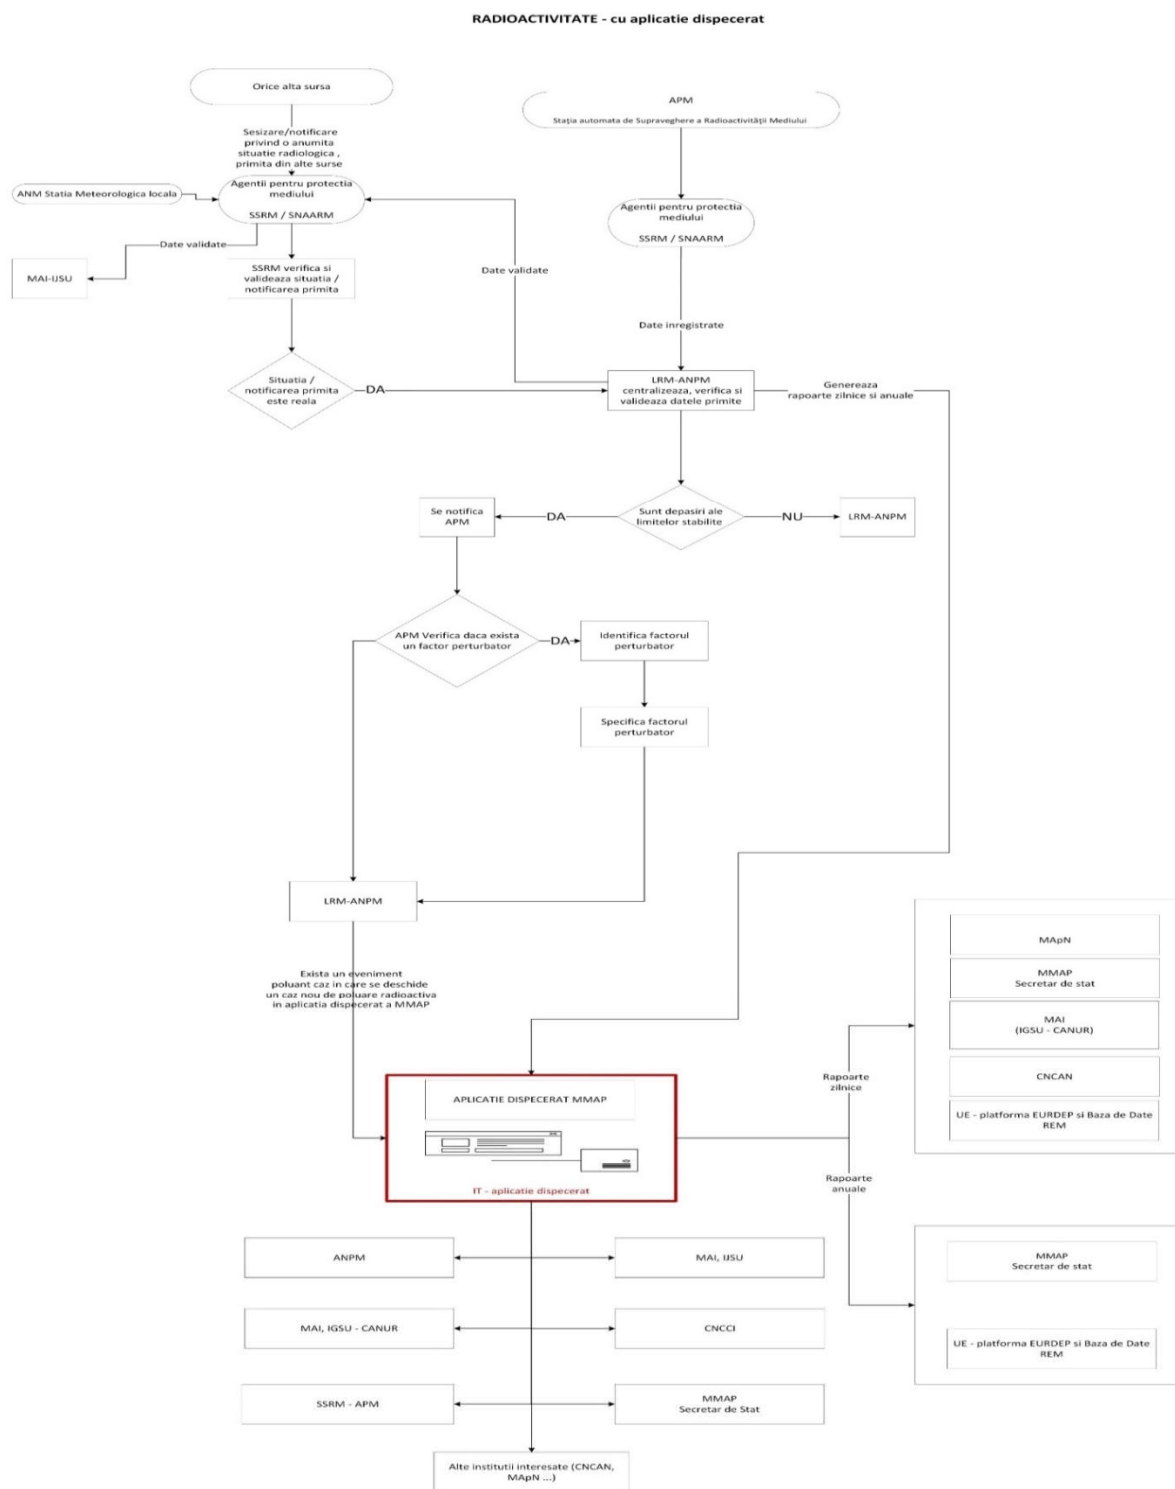 RADIOACTIVITATE - cu aplicatie dispecerat
Orice alta sursa
APM
Stația automata de Supraveghere a Radioactivității Mediului
Sesizare/notificare
privind o anumita
situatie radiologica ,
primita din alte surse
ANM Statia Meteorologica locala
Agentii pentru protectia
mediului
SSRM / SNAARM
Agentii pentru protectia
mediului
SSRM / SNAARM
Date validate
MAI-IJSU
SSRM verifica si
valideaza situatia /
notificarea primita
Date validate
Date inregistrate
Situatia /
notificarea primita
este reala
DA
LRM-ANPM
centralizeaza, verifica si
valideaza datele primite
Genereaza
rapoarte zilnice si anuale
Se notifica
APM
DA
Sunt depasiri ale
limitelor stabilite
NU
LRM-ANPM
APM Verifica daca exista
un factor perturbator
DA
Identifica factorul
perturbator
Specifica factorul
perturbator
LRM-ANPM
Exista un eveniment
poluant caz in care se deschide
un caz nou de poluare radioactiva
in aplicatia dispecerat a MMAP
MApN
MMAP
Secretar de stat
MAI
(IGSU - CANUR)
CNCAN
UE - platforma EURDEP si Baza de Date
REM
Rapoarte
zilnice
APLICATIE DISPECERAT MMAP
IT - aplicatie dispecerat
Rapoarte
anuale
MMAP
Secretar de stat
UE - platforma EURDEP si Baza de Date
REM
ANPM
MAI, IJSU
MAI, IGSU - CANUR
CNCCI
SSRM - APM
MMAP
Secretar de Stat
Alte institutii interesate (CNCAN,
MApN ...)